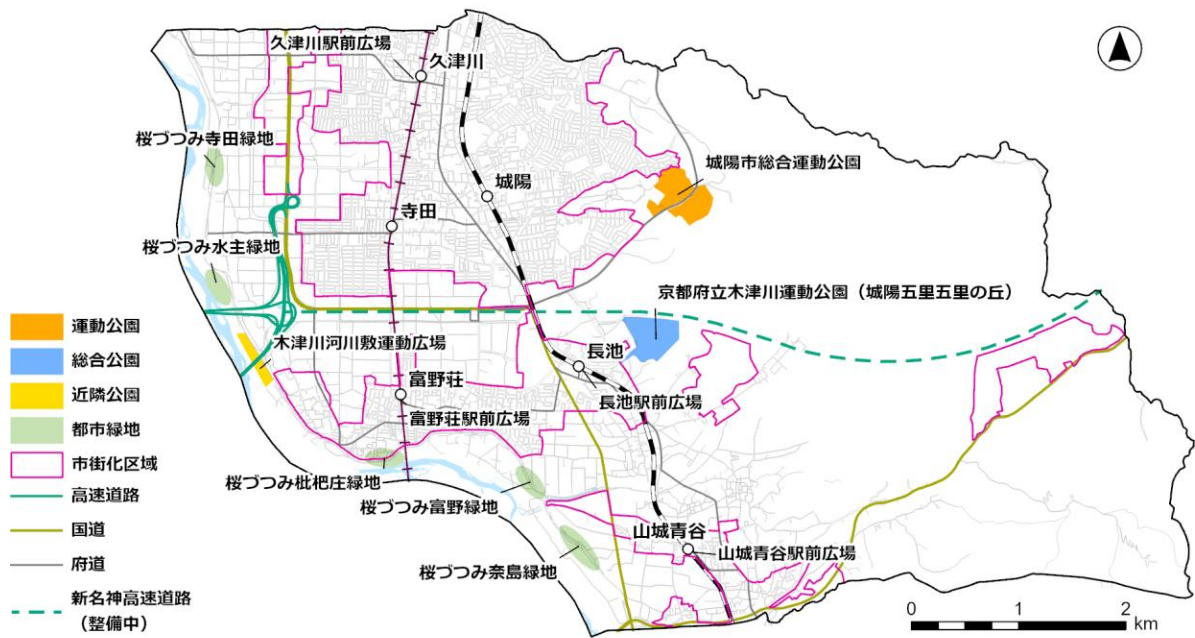 久津川駅前広場
久津川
桜づつみ寺田緑地
城陽市総合運動公園
城陽
寺田
桜づつみ水主緑地
京都府立木津川運動公園（城陽五里五里の丘）
木津川河川敷運動広場
長池
富野荘
長池駅前広場
富野荘駅前広場
桜づつみ枇杷庄緑地
桜づつみ富野緑地
山城青谷
山城青谷駅前広場
桜づつみ奈島緑地
運動公園
総合公園
近隣公園
都市緑地
市街化区域
高速道路
国道
府道
新名神高速道路
（整備中）
0 1 2
km